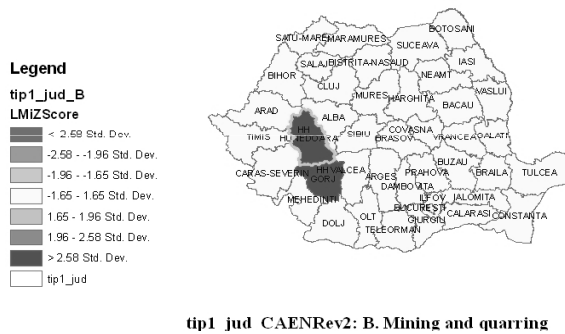 Legend
tip1_jud_B
LMiZScore
< 2.58 Std. Dev.
-2.58 - -1.96 Std. Dev.
-1.96 - -1.65 Std. Dev.
-1.65 - 1.65 Std. Dev.
1.65 - 1.96 Std. Dev.
1.96 - 2.58 Std. Dev.
> 2.58 Std. Dev.
tip1_jud
BOTOSANI
SATU-MARE
MARAMURES
SUCEAVA
SALAJ
BISTRITA-NASAUD
IASI
BIHOR
CLUJ
NEAMT
MURES
HARGHITA
VASLUI
BACAU
ARAD
ALBA
HH
HUNEDOARA
TIMIS
SIBIU
COVASNA
BRASOV
VRANCEA
GALATI
CARAS-SEVERIN
HH
VALCEA
GORJ
ARGES
PRAHOVA
BUZAU
BRAILA
TULCEA
DAMBOVITA
MEHEDINTI
ILFOV
IALOMITA
BUCURESTI
OLT
GIURGIU
CALARASI
CONSTANTA
DOLJ
TELEORMAN
tip1_jud_CAENRev2: B. Mining and quarring